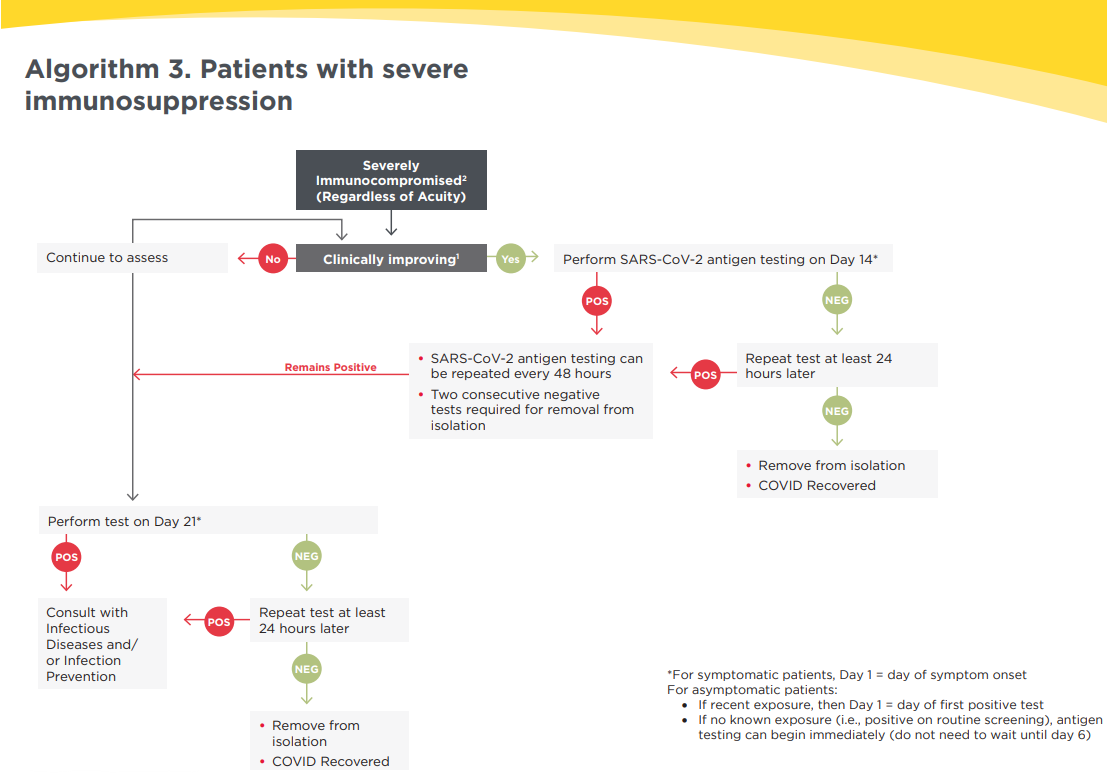 Algorithm 3. Patients with severe
immunosuppression
Severely
Immunocompromised²
(Regardless of Acuity)
Continue to assess
No
Clinically improving¹
Yes
Perform SARS-CoV-2 antigen testing on Day 14*
POS
NEG
Remains Positive
• SARS-CoV-2 antigen testing can
be repeated every 48 hours
• Two consecutive negative
tests required for removal from
isolation
POS
Repeat test at least 24
hours later
NEG
• Remove from isolation
• COVID Recovered
Perform test on Day 21*
POS
NEG
Consult with
Infectious
Diseases and/
or Infection
Prevention
POS
Repeat test at least
24 hours later
NEG
• Remove from
isolation
• COVID Recovered
*For symptomatic patients, Day 1 = day of symptom onset
For asymptomatic patients:
• If recent exposure, then Day 1 = day of first positive test
• If no known exposure (i.e., positive on routine screening), antigen
testing can begin immediately (do not need to wait until day 6)